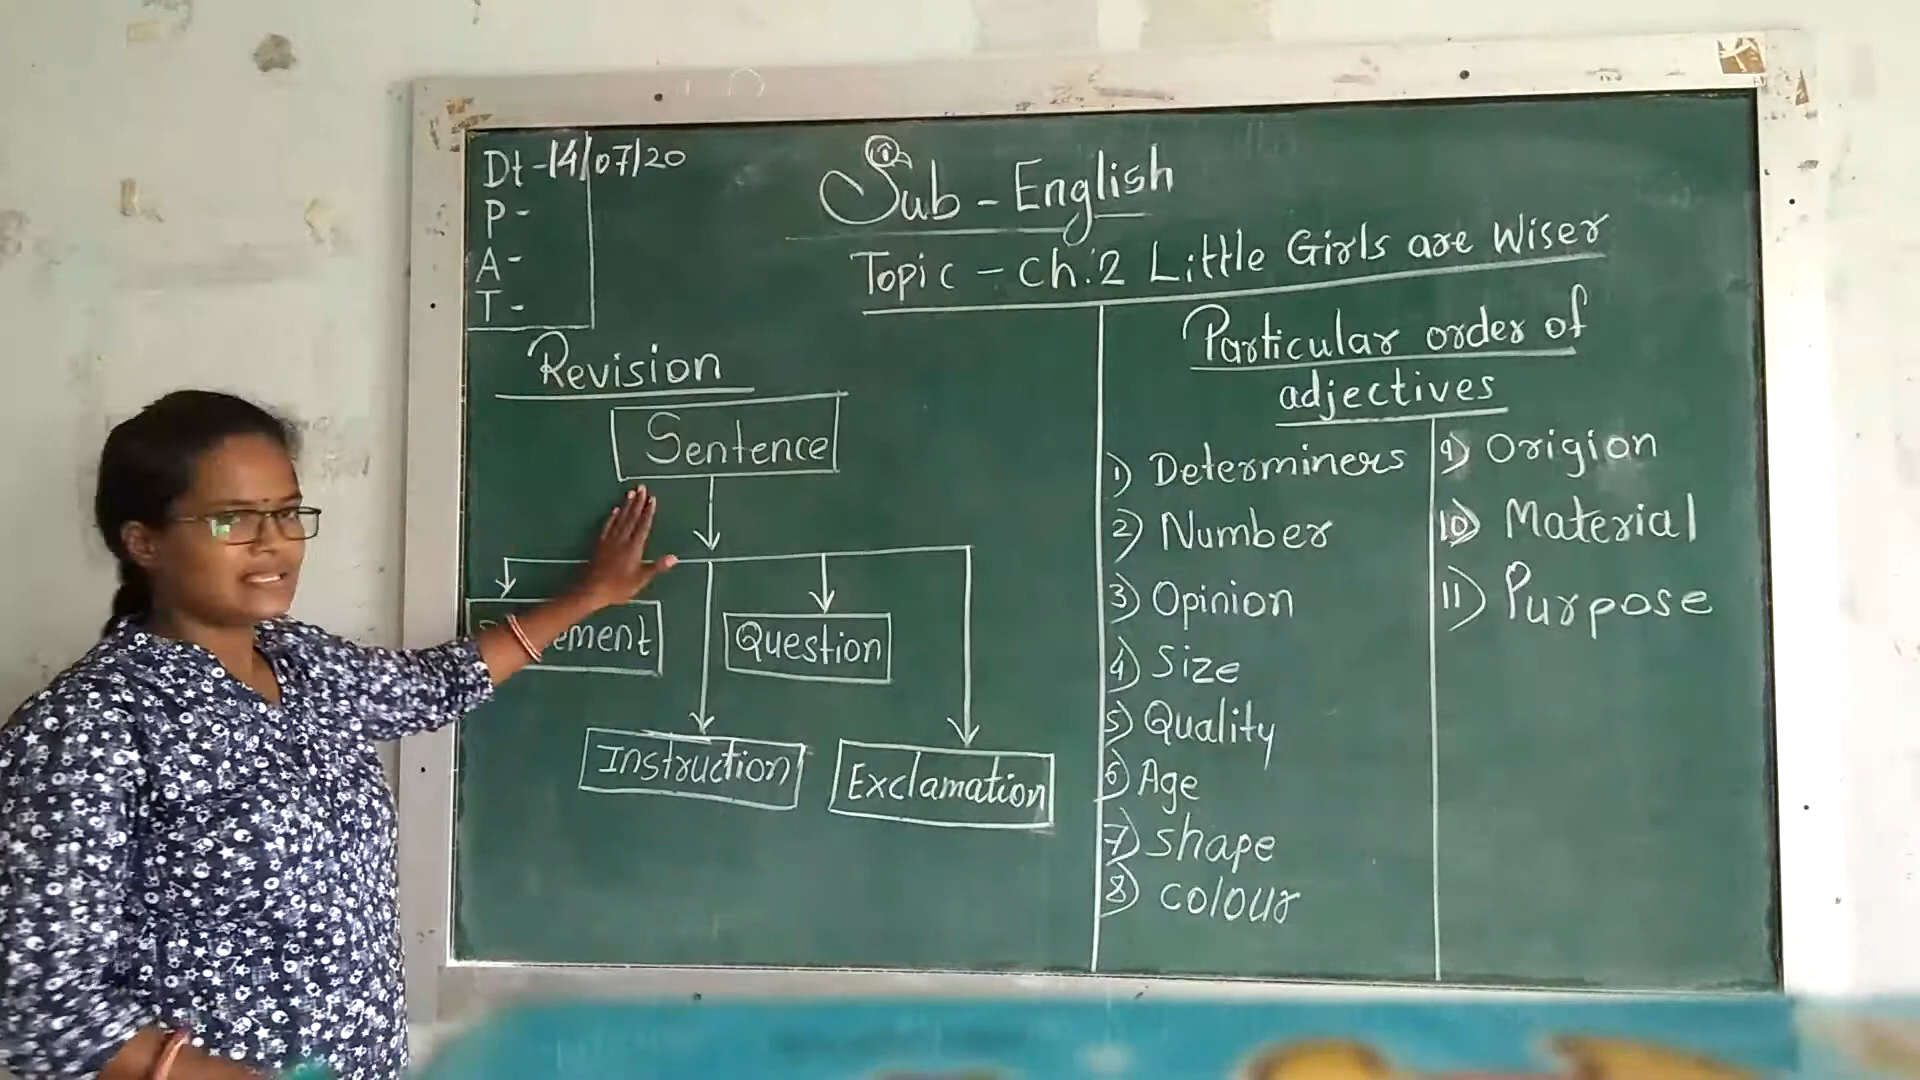 Dt-14/07/20
P-
A-
T-
Sub - English
Topic - Ch:2 Little Girls are Wiser
Revision
Sentence
Question
Instruction
Exclamation
Particular order of
adjectives
1) Determiners
2) Number
3) Opinion
4) Size
5) Quality
6) Age
7) Shape
8) Colour
9) Origion
10) Material
11) Purpose